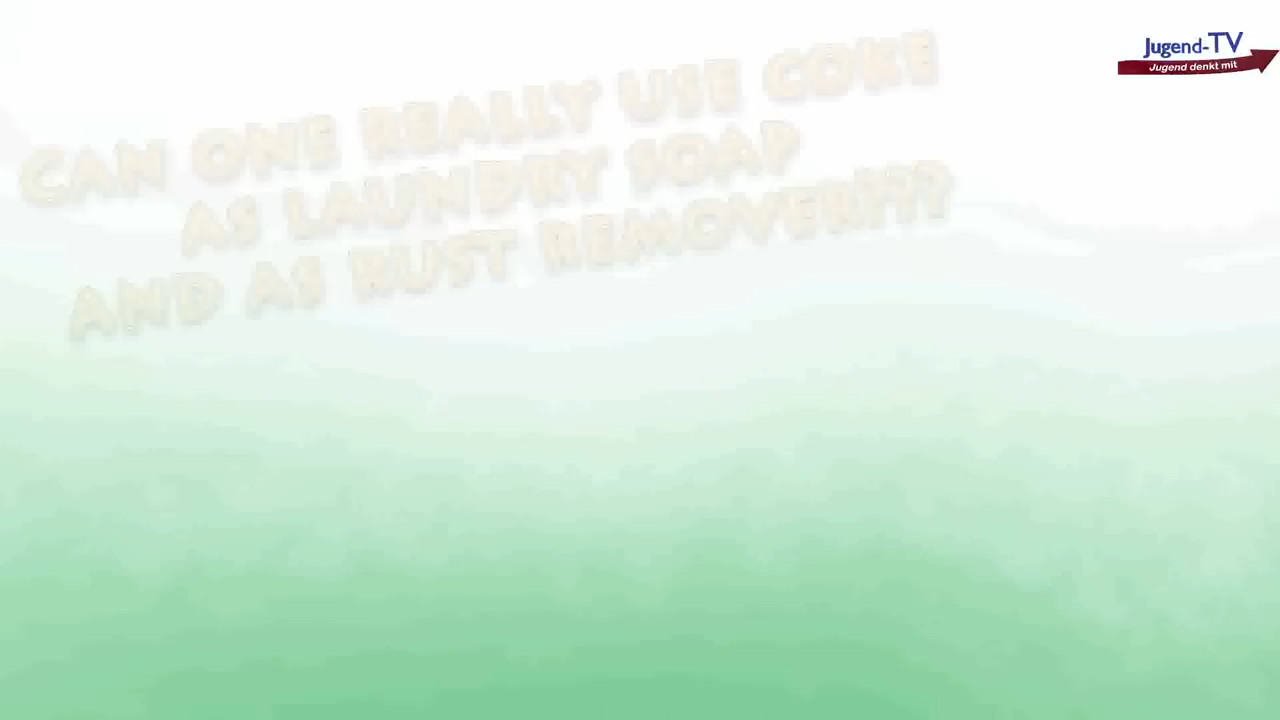 Jugend-TV
Jugend denkt mit
CAN ONE REALLY USE COKE
AS LAUNDRY SOAP
AND AS RUST REMOVER???